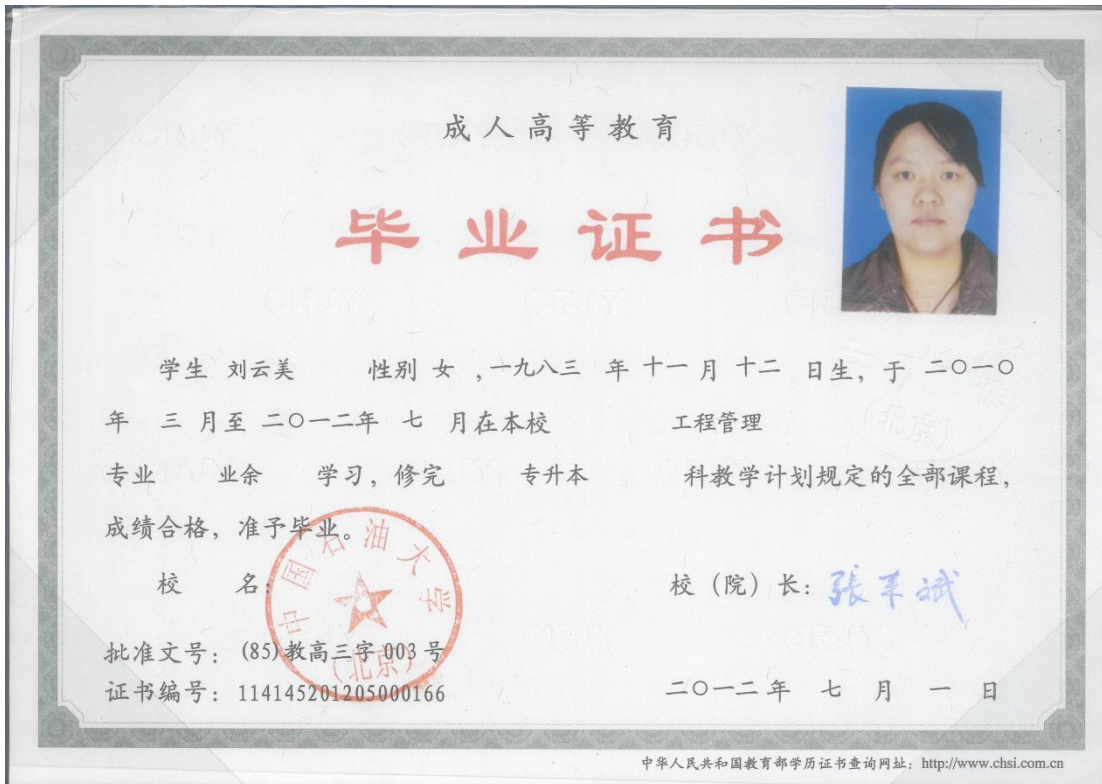 成人高等教育
毕业证书
学生 刘云美 性别 女 ,一九八三 年 十一 月 十二 日生, 于 二〇一〇
年 三 月至 二〇一二年 七 月在本校 工程管理
专业 业余 学习, 修完 专升本 科教学计划规定的全部课程,
成绩合格, 准予毕业。
校 名:
中国石油大学
(北京)
校 (院) 长:
批准文号: (85)教高三字 003 号
证书编号: 114145201205000166
二〇一二 年 七 月 一 日
中华人民共和国教育部学历证书查询网址: http://www.chsi.com.cn